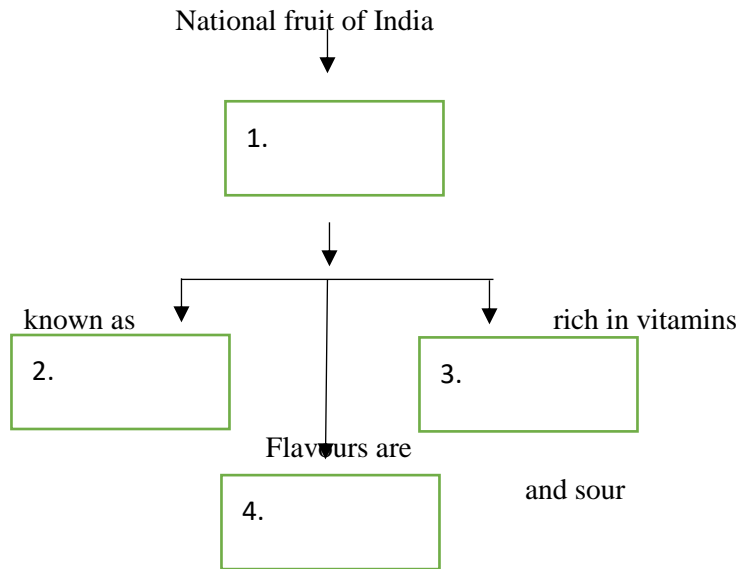 National fruit of India
1.
known as
rich in vitamins
2.
3.
Flavours are
and sour
4.